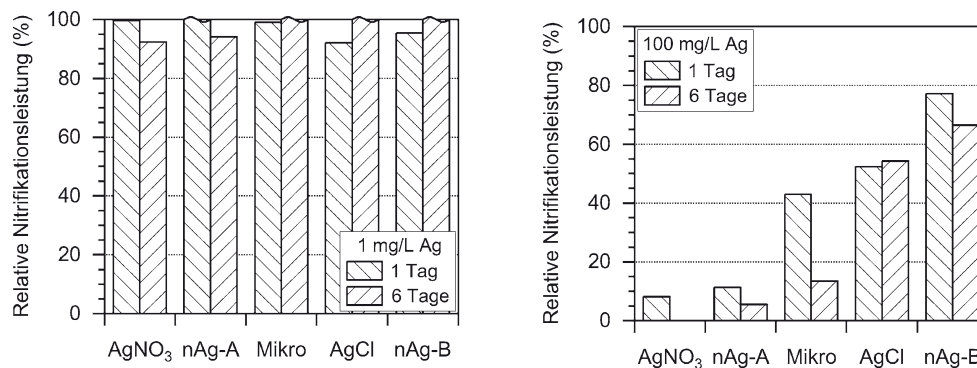 Relative Nitrifikationsleistung (%)
100
80
60
40
20
0
1 mg/L Ag
1 Tag
6 Tage
AgNO₃ nAg-A Mikro AgCl nAg-B
Relative Nitrifikationsleistung (%)
100
80
60
40
20
0
100 mg/L Ag
1 Tag
6 Tage
AgNO₃ nAg-A Mikro AgCl nAg-B